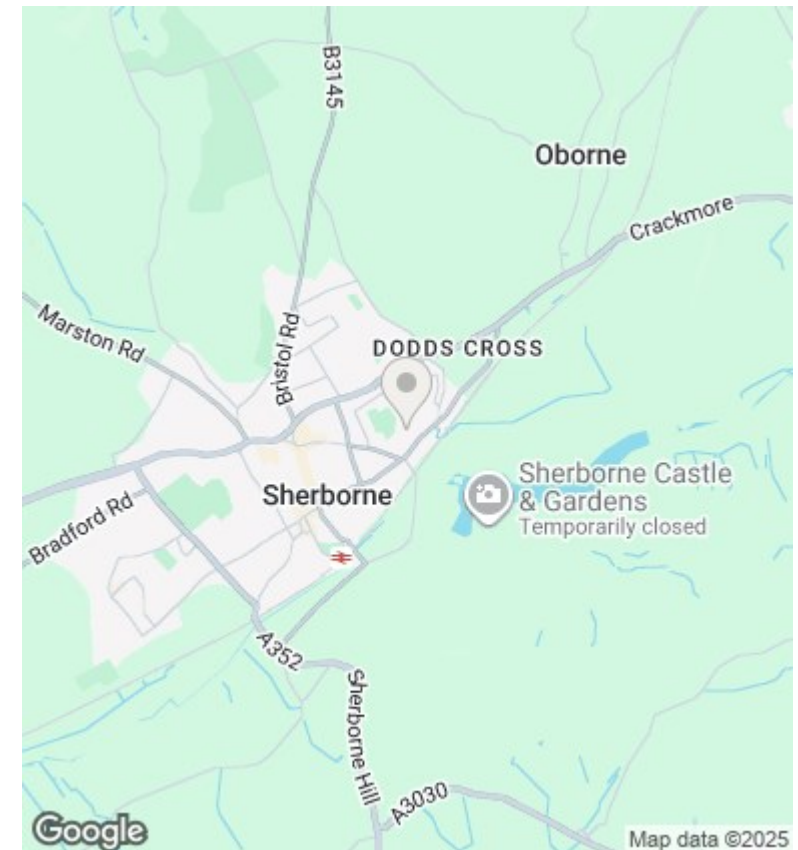 B3145
Oborne
Crackmore
Marston Rd
Bristol Rd
DODDS CROSS
Sherborne Castle
& Gardens
Temporarily closed
Sherborne
Bradford Rd
A352
Sherborne Hill
A3030
Google
Map data ©2025